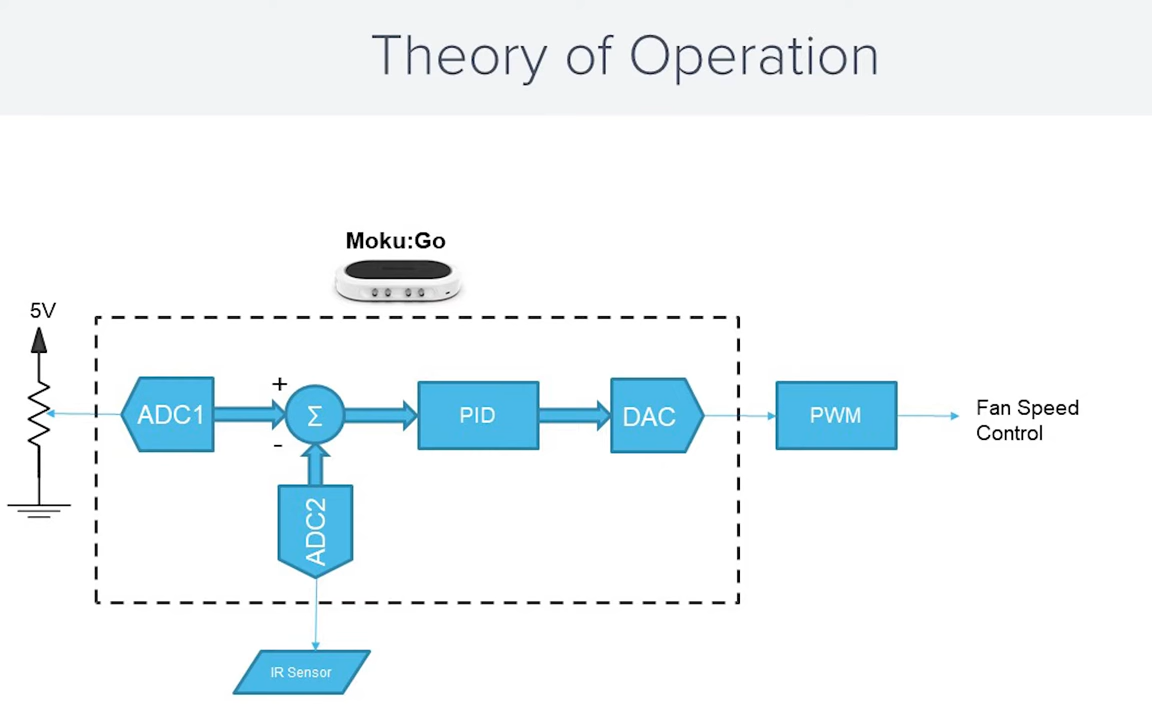 Theory of Operation
Moku:Go
5V
+
ADC1
Σ
PID
DAC
PWM
Fan Speed
Control
-
ADC2
IR Sensor